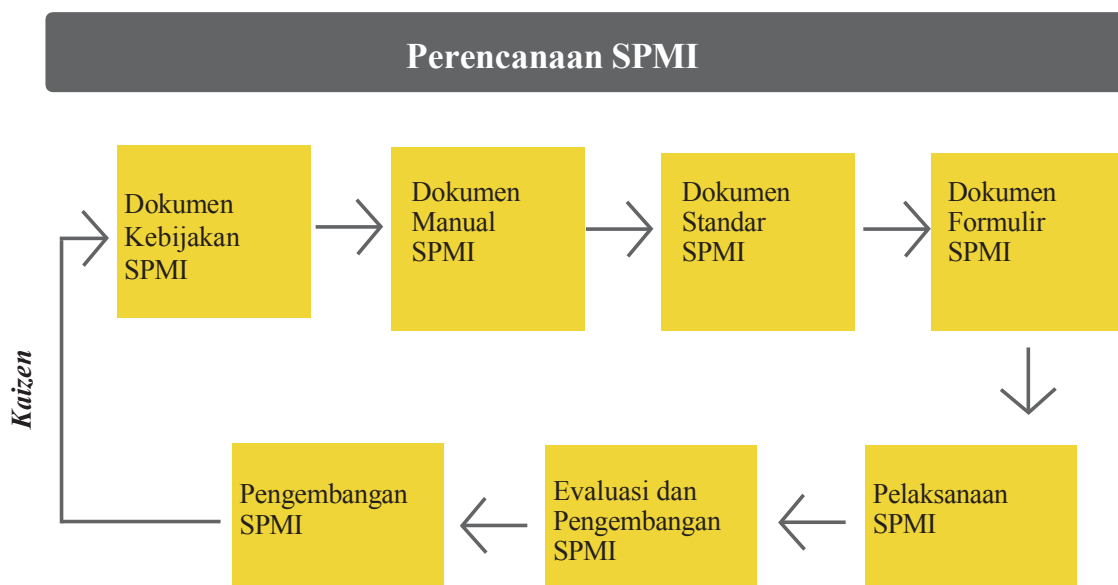 Perencanaan SPMI
Dokumen
Kebijakan
SPMI
Dokumen
Manual
SPMI
Dokumen
Standar
SPMI
Dokumen
Formulir
SPMI
Kaizen
Pengembangan
SPMI
Evaluasi dan
Pengembangan
SPMI
Pelaksanaan
SPMI